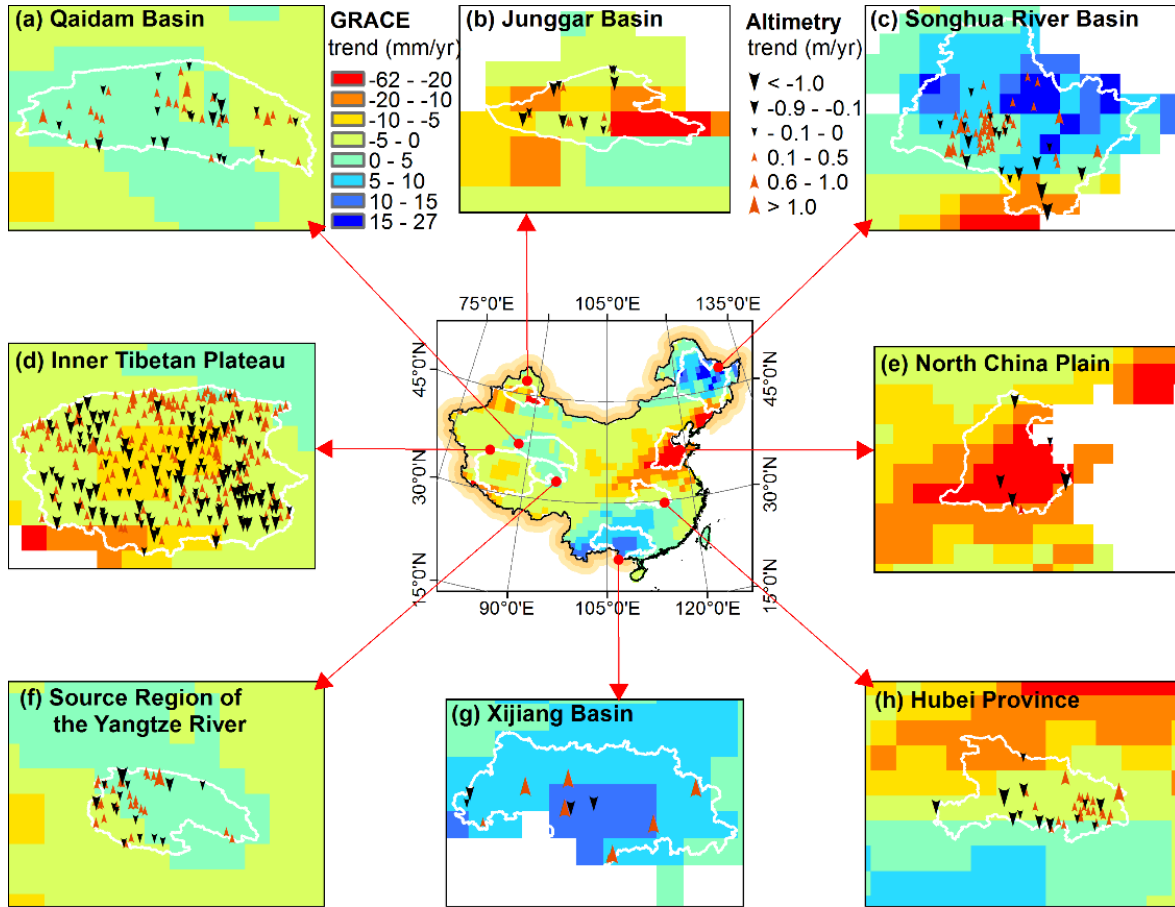 (a) Qaidam Basin
GRACE
trend (mm/yr)
-62 - -20
-20 - -10
-10 - -5
-5 - 0
0 - 5
5 - 10
10 - 15
15 - 27
(b) Junggar Basin
Altimetry
trend (m/yr)
< -1.0
-0.9 - -0.1
- 0.1 - 0
0.1 - 0.5
0.6 - 1.0
> 1.0
(c) Songhua River Basin
75°0'E
105°0'E
135°0'E
45°0'N
30°0'N
15°0'N
45°0'N
30°0'N
15°0'N
90°0'E
105°0'E
120°0'E
(d) Inner Tibetan Plateau
(e) North China Plain
(f) Source Region of
the Yangtze River
(g) Xijiang Basin
(h) Hubei Province